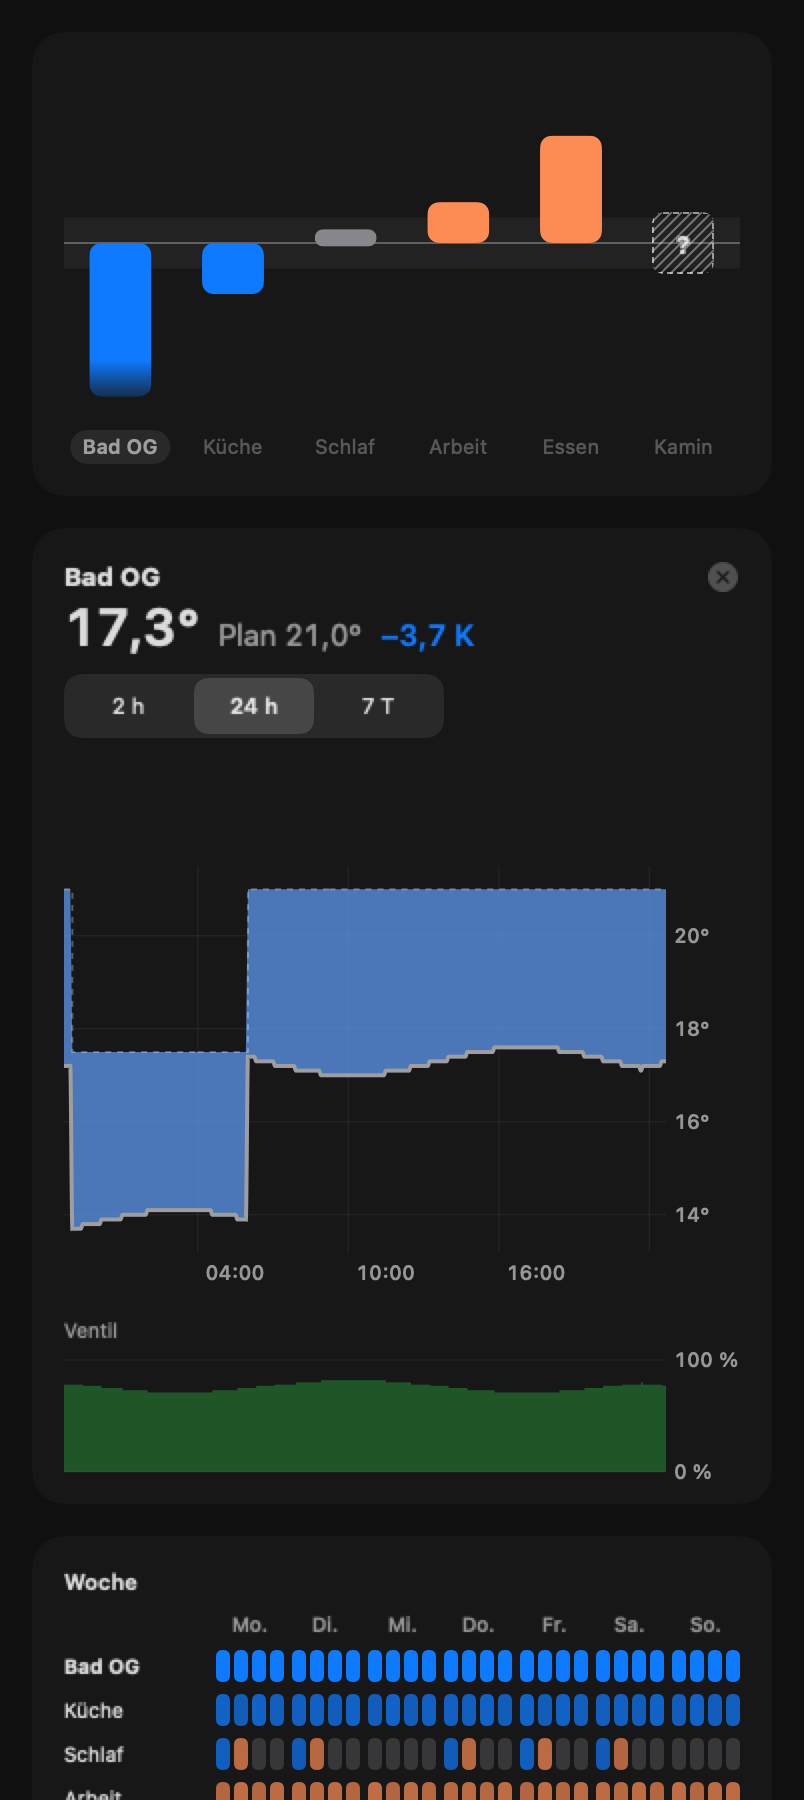 ?
Bad OG Küche Schlaf Arbeit Essen Kamin
Bad OG
17,3° Plan 21,0° −3,7 K
2 h 24 h 7 T
20°
18°
16°
14°
04:00 10:00 16:00
Ventil
100 %
0 %
Woche
Mo. Di. Mi. Do. Fr. Sa. So.
Bad OG
Küche
Schlaf
Arbeit